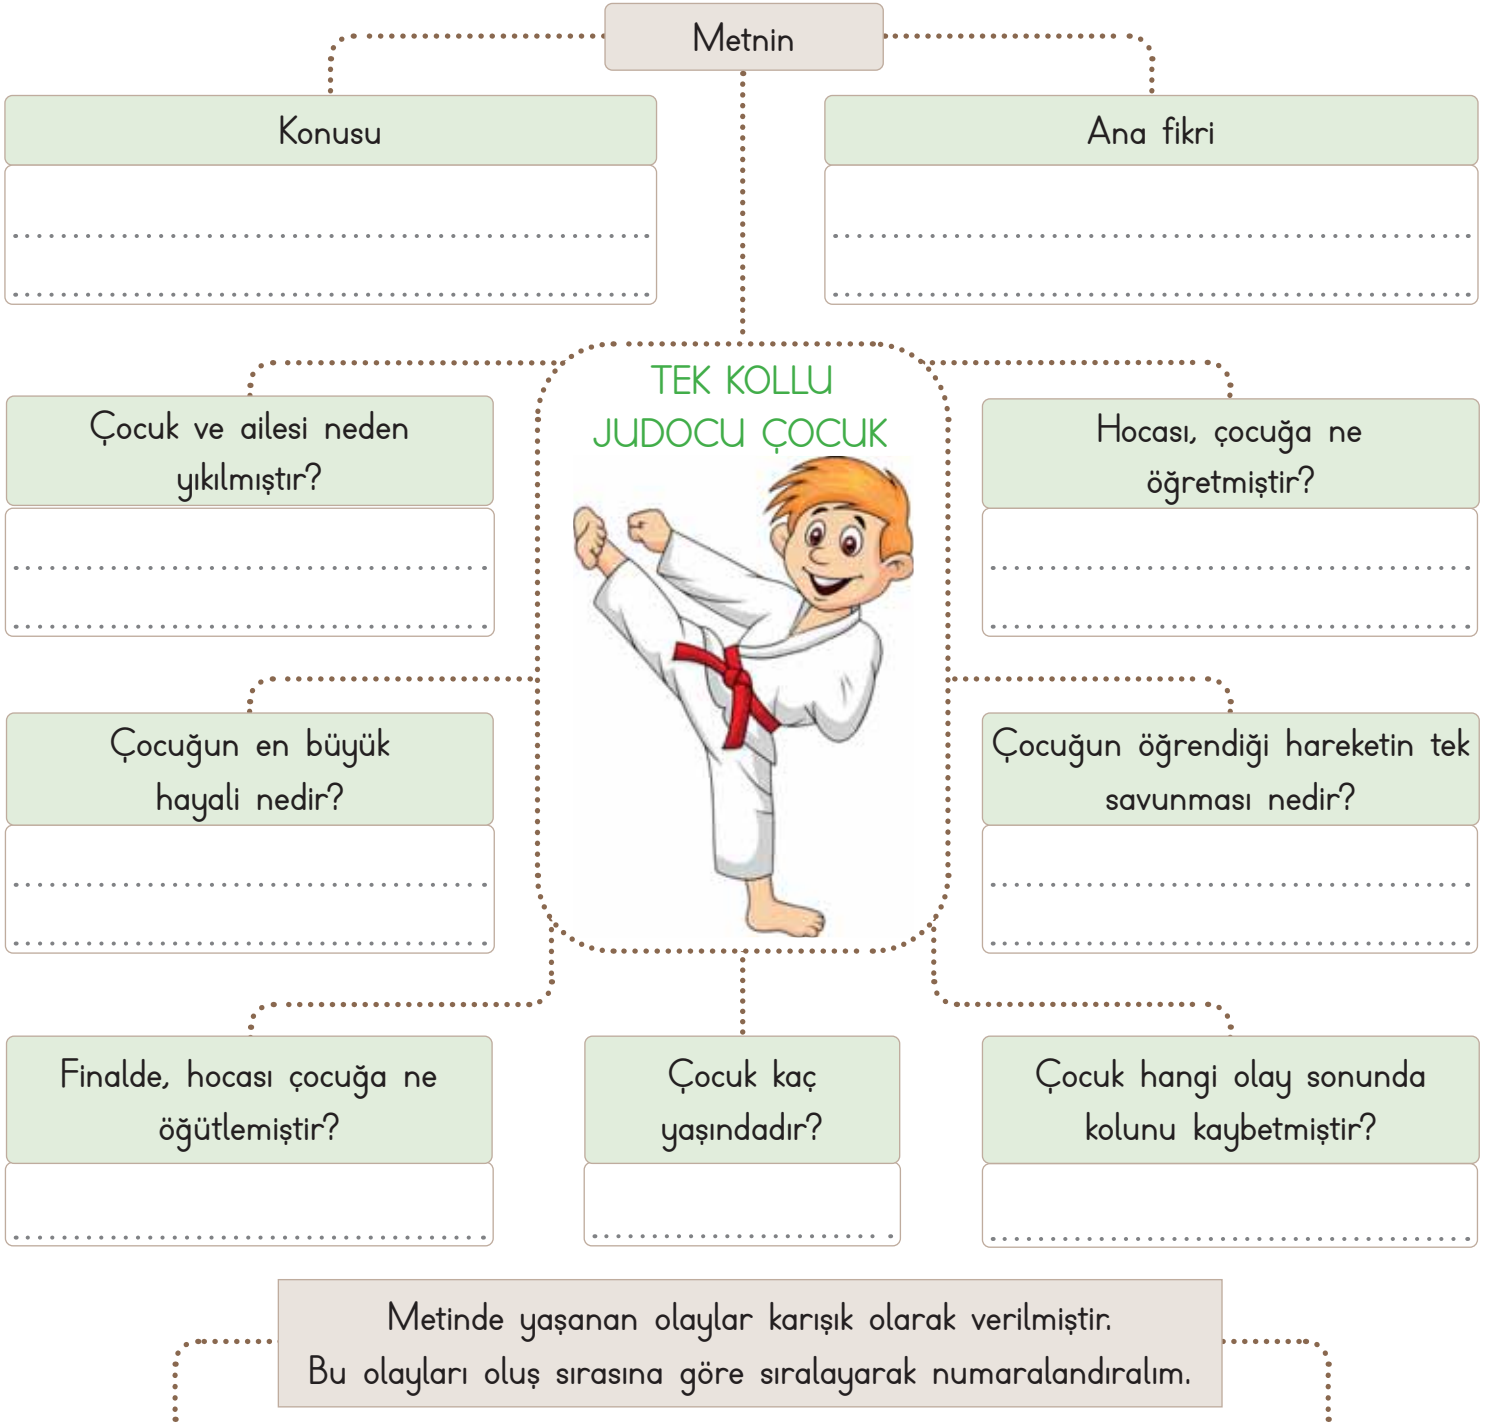 Metnin
Konusu
Ana fikri
TEK KOLLU
JUDOCU ÇOCUK
Çocuk ve ailesi neden
yıkılmıştır?
Hocası, çocuğa ne
öğretmiştir?
Çocuğun en büyük
hayali nedir?
Çocuğun öğrendiği hareketin tek
savunması nedir?
Finalde, hocası çocuğa ne
öğütlemiştir?
Çocuk kaç
yaşındadır?
Çocuk hangi olay sonunda
kolunu kaybetmiştir?
Metinde yaşanan olaylar karışık olarak verilmiştir.
Bu olayları oluş sırasına göre sıralayarak numaralandıralım.